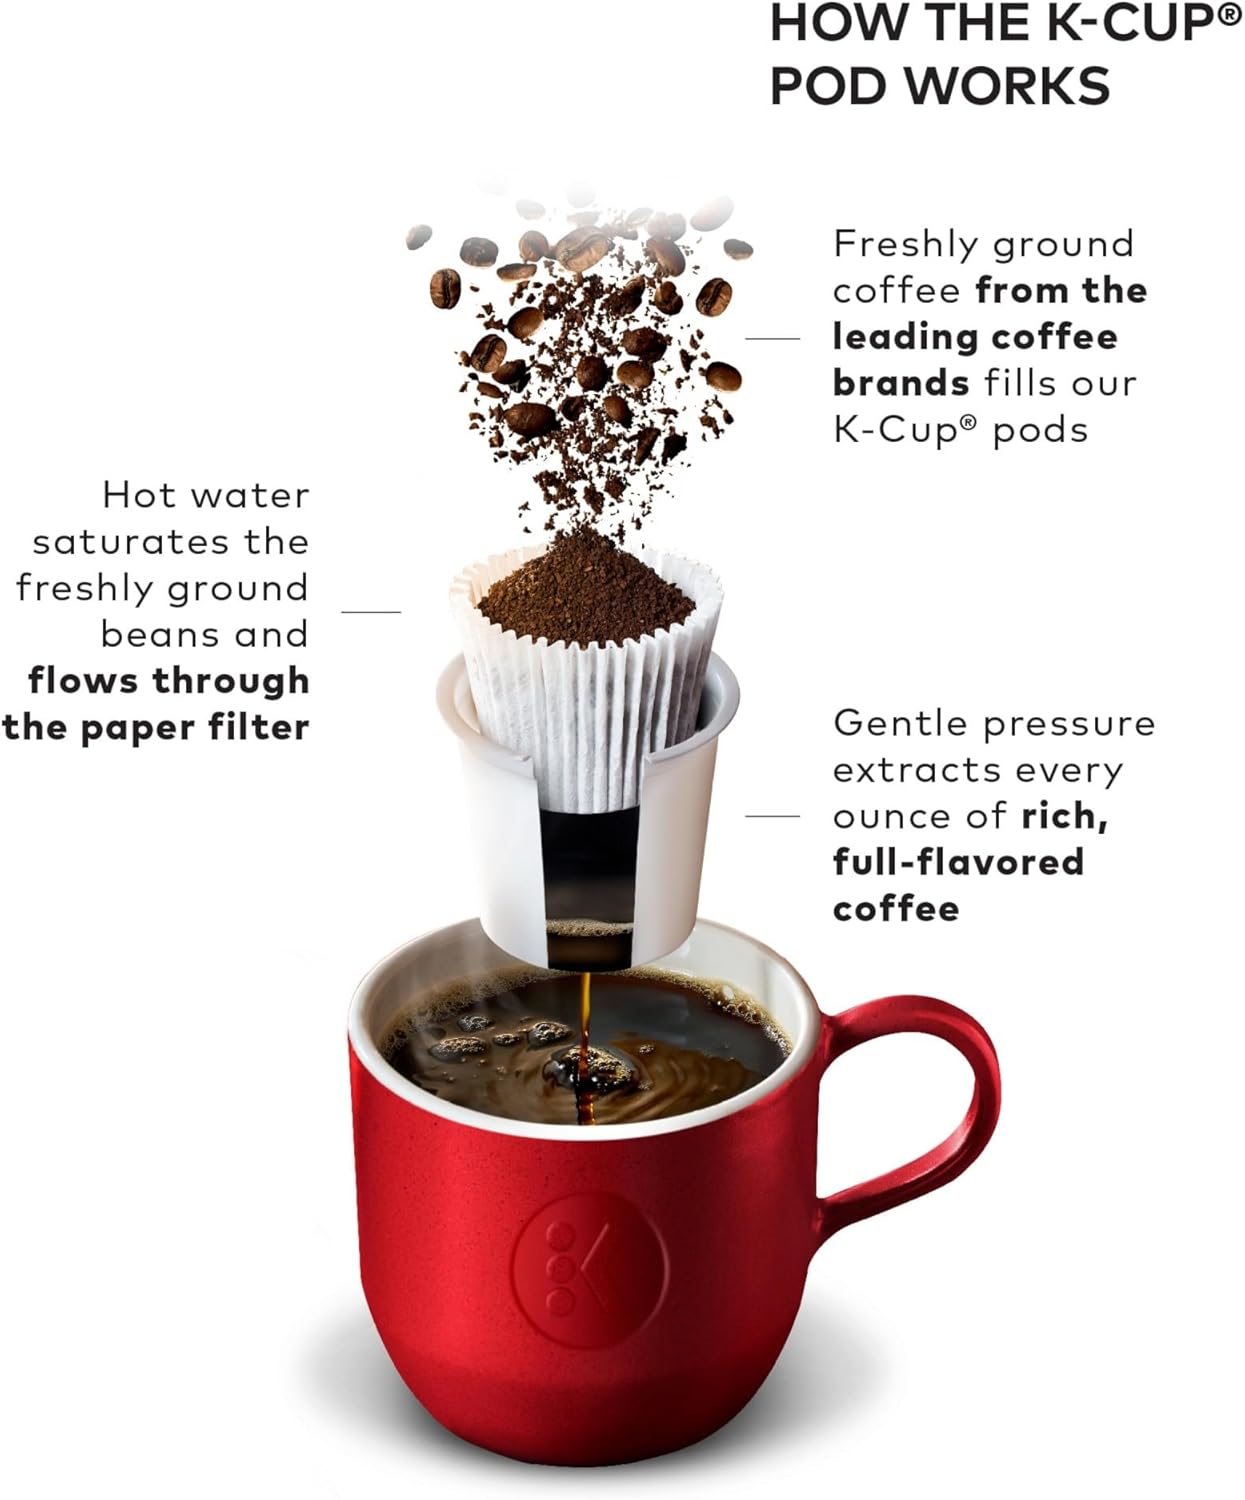 HOW THE K-CUP®
POD WORKS
Freshly ground
coffee from the
leading coffee
brands fills our
K-Cup® pods
Hot water
saturates the
freshly ground
beans and
flows through
the paper filter
Gentle pressure
extracts every
ounce of rich,
full-flavored
coffee
K